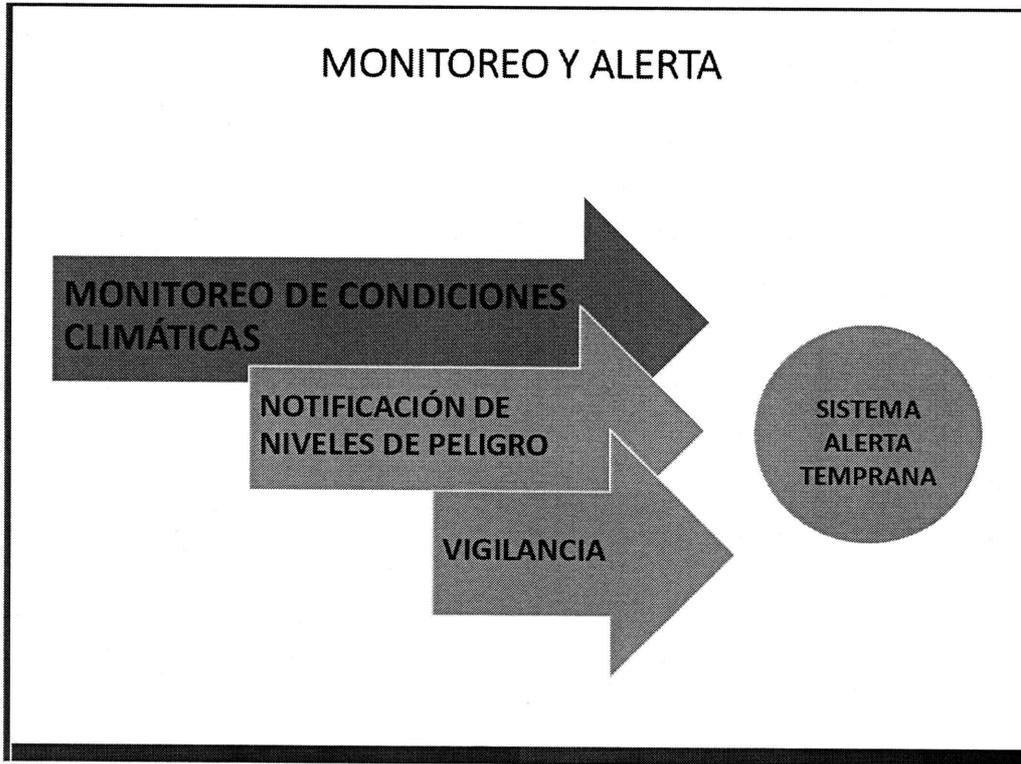 MONITOREO Y ALERTA
MONITOREO DE CONDICIONES
CLIMÁTICAS
NOTIFICACIÓN DE
NIVELES DE PELIGRO
VIGILANCIA
SISTEMA
ALERTA
TEMPRANA